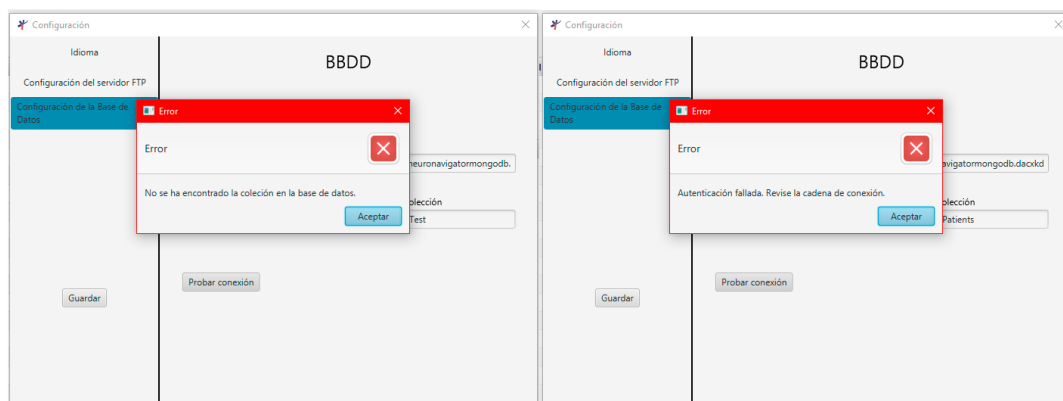 Configuración
Idioma
Configuración del servidor FTP
Configuración de la Base de
Datos
Guardar
BBDD
neuronavigatormongodb.
olección
Test
Probar conexión
Error
Error
No se ha encontrado la coleción en la base de datos.
Aceptar
Configuración
Idioma
Configuración del servidor FTP
Configuración de la Base de
Datos
Guardar
BBDD
avigatormongodb.dacxkd
olección
Patients
Probar conexión
Error
Error
Autenticación fallada. Revise la cadena de conexión.
Aceptar